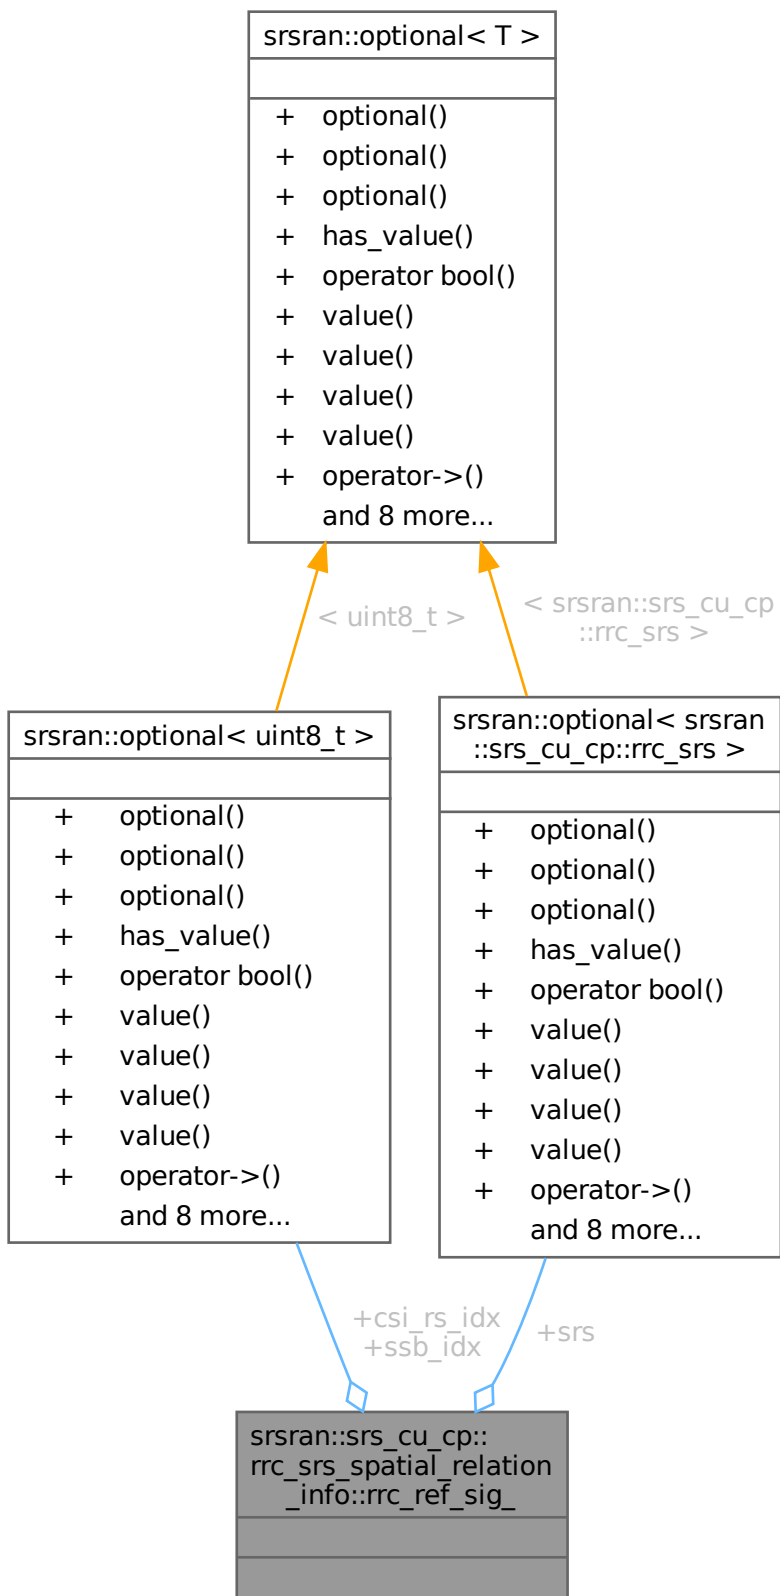 srsran::optional< T >
+ optional()
+ optional()
+ optional()
+ has_value()
+ operator bool()
+ value()
+ value()
+ value()
+ value()
+ operator->()
and 8 more...
< uint8_t >
< srsran::srs_cu_cp
::rrc_srs >
srsran::optional< uint8_t >
+ optional()
+ optional()
+ optional()
+ has_value()
+ operator bool()
+ value()
+ value()
+ value()
+ value()
+ operator->()
and 8 more...
srsran::optional< srsran
::srs_cu_cp::rrc_srs >
+ optional()
+ optional()
+ optional()
+ has_value()
+ operator bool()
+ value()
+ value()
+ value()
+ value()
+ operator->()
and 8 more...
+csi_rs_idx
+ssb_idx
+srs
srsran::srs_cu_cp::
rrc_srs_spatial_relation
_info::rrc_ref_sig_